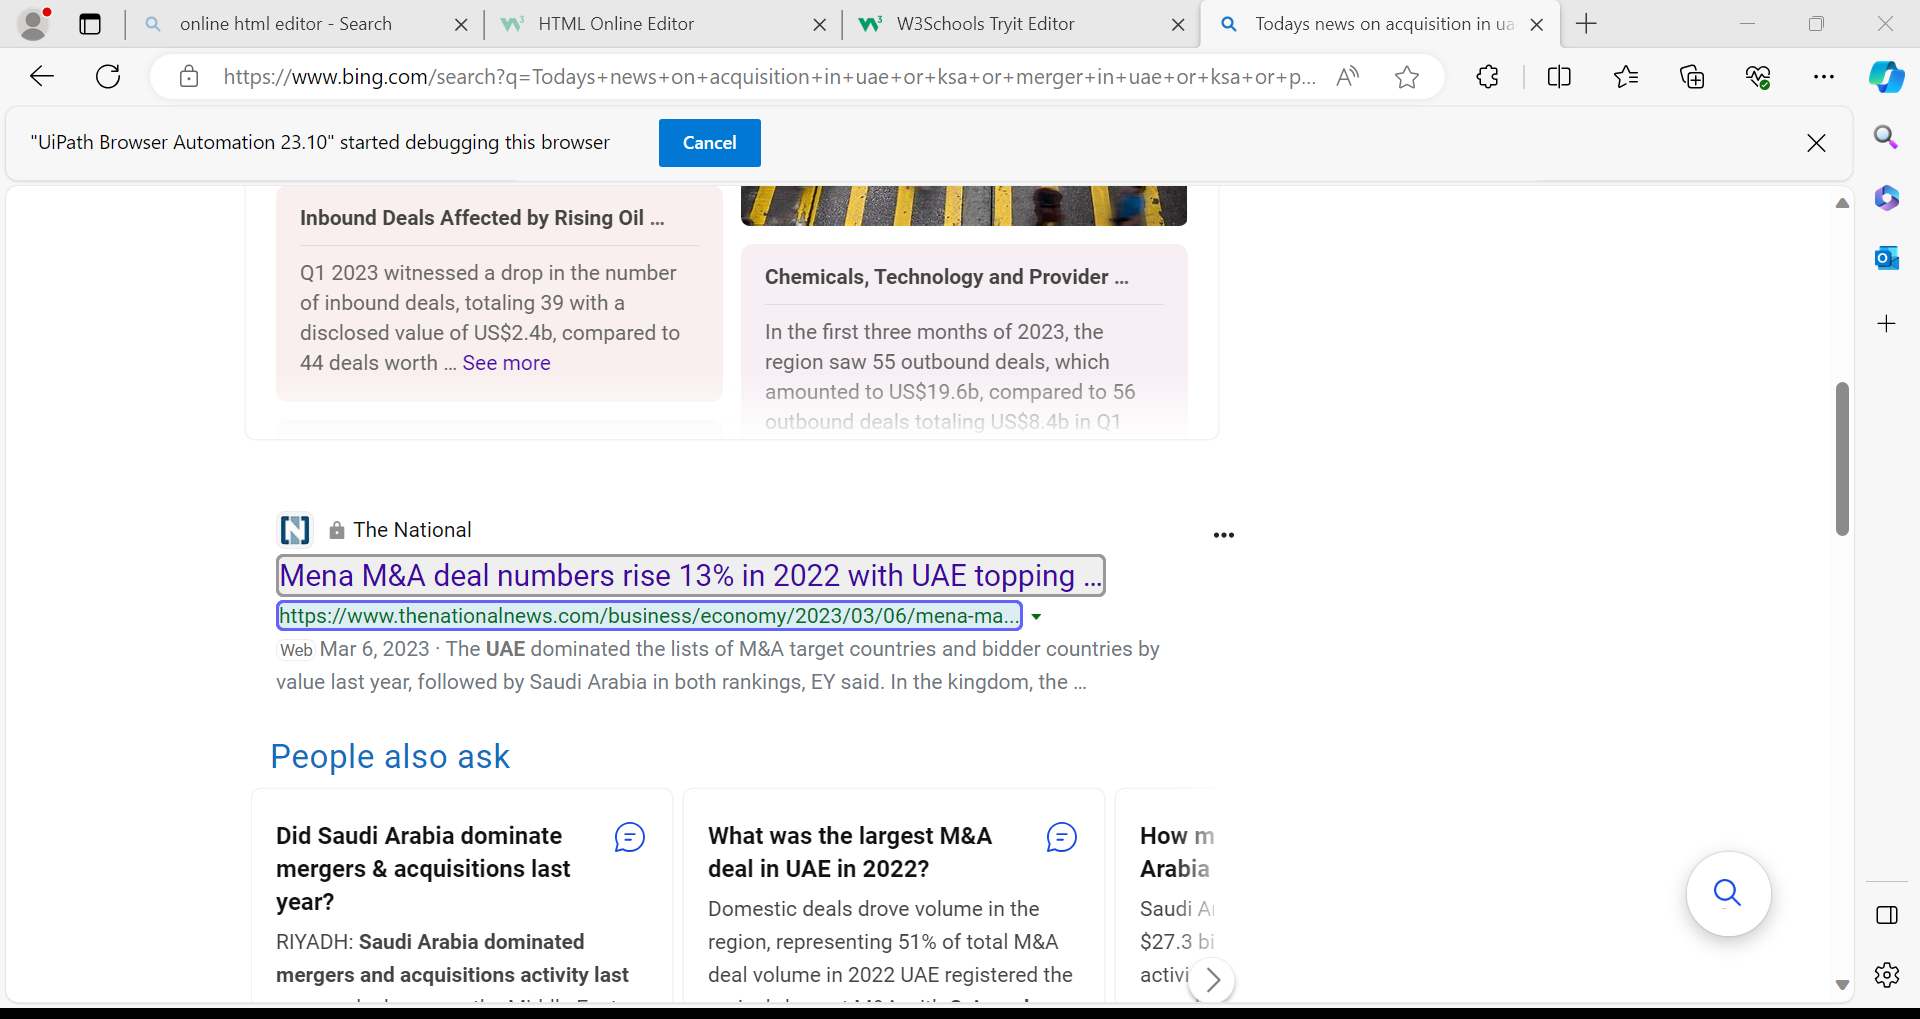 online html editor - Search
HTML Online Editor
W3Schools Tryit Editor
Todays news on acquisition in ua
https://www.bing.com/search?q=Todays+news+on+acquisition+in+uae+or+ksa+or+merger+in+uae+or+ksa+or+p...
"UiPath Browser Automation 23.10" started debugging this browser
Cancel
Inbound Deals Affected by Rising Oil ...
Q1 2023 witnessed a drop in the number
of inbound deals, totaling 39 with a
disclosed value of US$2.4b, compared to
44 deals worth ... See more
Chemicals, Technology and Provider ...
In the first three months of 2023, the
region saw 55 outbound deals, which
amounted to US$19.6b, compared to 56
outbound deals totaling US$8.4b in Q1
The National
Mena M&A deal numbers rise 13% in 2022 with UAE topping ...
https://www.thenationalnews.com/business/economy/2023/03/06/mena-ma...
Web Mar 6, 2023 · The UAE dominated the lists of M&A target countries and bidder countries by
value last year, followed by Saudi Arabia in both rankings, EY said. In the kingdom, the ...
People also ask
Did Saudi Arabia dominate
mergers & acquisitions last
year?
RIYADH: Saudi Arabia dominated
mergers and acquisitions activity last
What was the largest M&A
deal in UAE in 2022?
Domestic deals drove volume in the
region, representing 51% of total M&A
deal volume in 2022 UAE registered the
How m
Arabia
Saudi A
$27.3 bi
activi